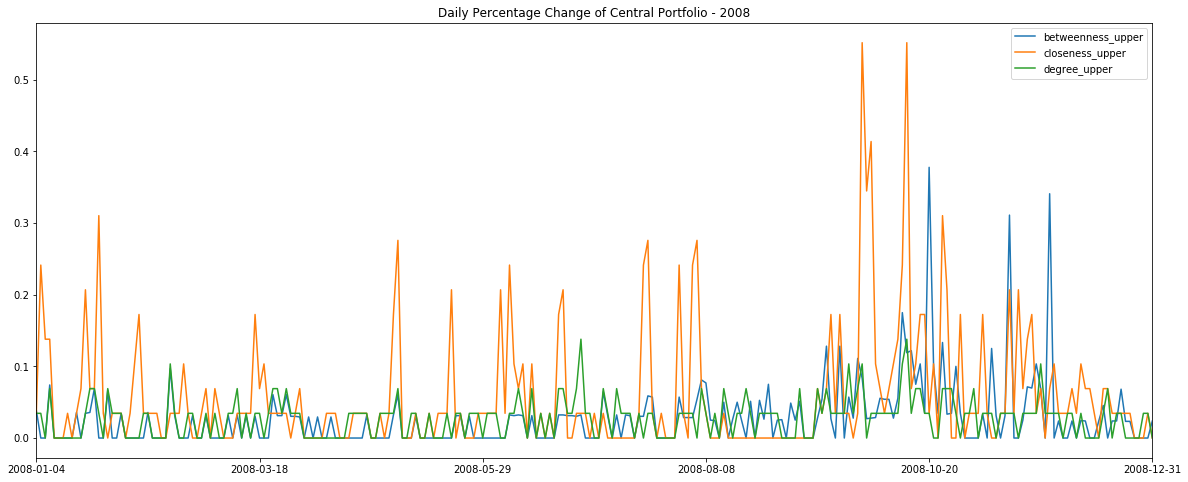 Daily Percentage Change of Central Portfolio - 2008
betweenness_upper
closeness_upper
degree_upper
0.5
0.4
0.3
0.2
0.1
0.0
2008-01-04 2008-03-18 2008-05-29 2008-08-08 2008-10-20 2008-12-31